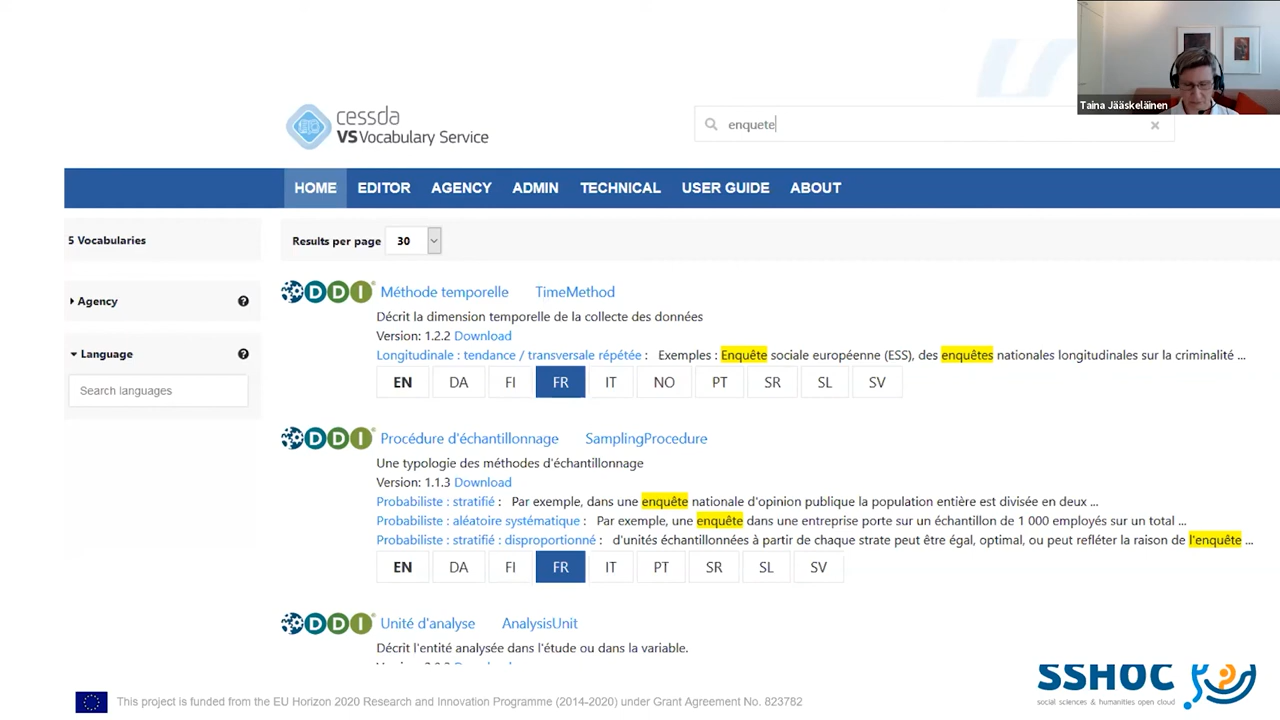 Taina Jääskeläinen
cessda
VS Vocabulary Service
enquete
HOME EDITOR AGENCY ADMIN TECHNICAL USER GUIDE ABOUT
5 Vocabularies
Results per page 30
Agency
Language
Search languages
DDI Méthode temporelle TimeMethod
Décrit la dimension temporelle de la collecte des données
Version: 1.2.2 Download
Longitudinale : tendance / transversale répétée : Exemples : Enquête sociale européenne (ESS), des enquêtes nationales longitudinales sur la criminalité ...
EN DA FI FR IT NO PT SR SL SV
DDI Procédure d'échantillonnage SamplingProcedure
Une typologie des méthodes d'échantillonnage
Version: 1.1.3 Download
Probabiliste : stratifié : Par exemple, dans une enquête nationale d'opinion publique la population entière est divisée en deux ...
Probabiliste : aléatoire systématique : Par exemple, une enquête dans une entreprise porte sur un échantillon de 1 000 employés sur un total ...
Probabiliste : stratifié : disproportionné : d'unités échantillonnées à partir de chaque strate peut être égal, optimal, ou peut refléter la raison de l'enquête ...
EN DA FI FR IT PT SR SL SV
DDI Unité d'analyse AnalysisUnit
Décrit l'entité analysée dans l'étude ou dans la variable.
SSHOC
social sciences & humanities open cloud
This project is funded from the EU Horizon 2020 Research and Innovation Programme (2014-2020) under Grant Agreement No. 823782